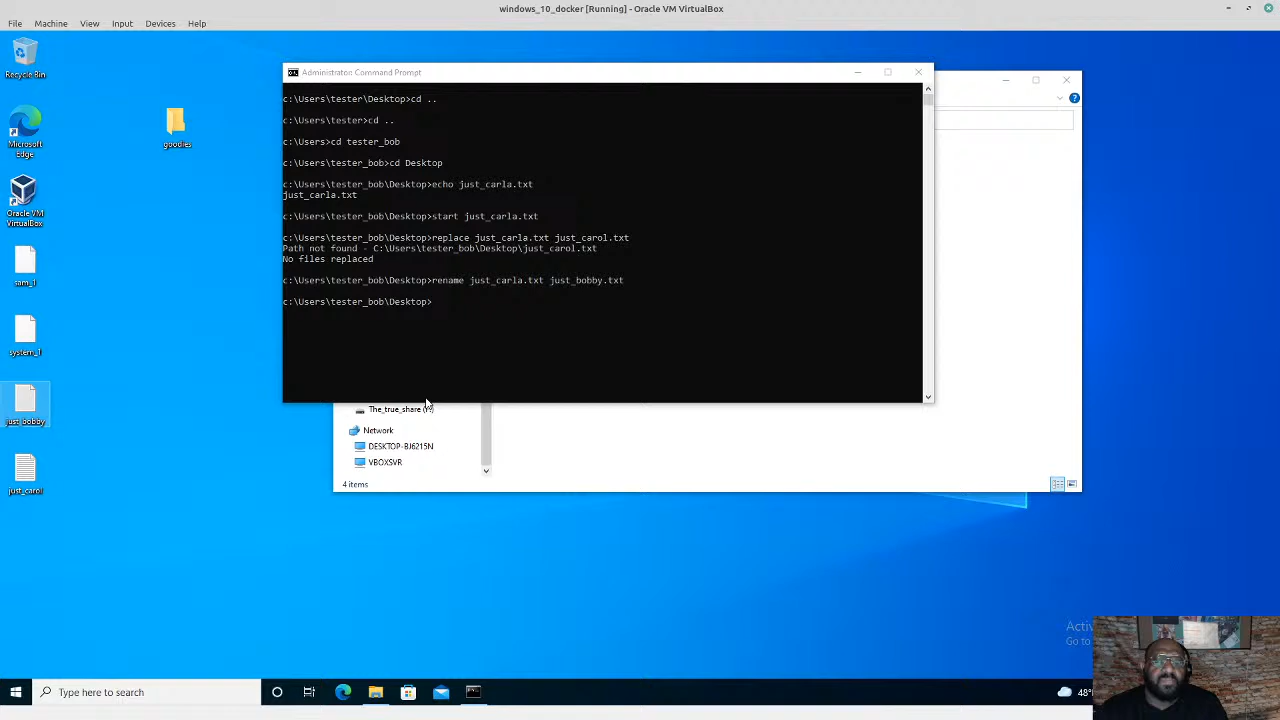 windows_10_docker [Running] - Oracle VM VirtualBox
File Machine View Input Devices Help
Recycle Bin
Microsoft
Edge
Oracle VM
VirtualBox
sam_1
system_1
just_bobby
just_carol
goodies
Administrator: Command Prompt
c:\Users\tester\Desktop>cd ..
c:\Users\tester>cd ..
c:\Users>cd tester_bob
c:\Users\tester_bob>cd Desktop
c:\Users\tester_bob\Desktop>echo just_carla.txt
just_carla.txt
c:\Users\tester_bob\Desktop>start just_carla.txt
c:\Users\tester_bob\Desktop>replace just_carla.txt just_carol.txt
Path not found - C:\Users\tester_bob\Desktop\just_carol.txt
No files replaced
c:\Users\tester_bob\Desktop>rename just_carla.txt just_bobby.txt
c:\Users\tester_bob\Desktop>
The_true_share
Network
DESKTOP-BJ6215N
VBOXSVR
4 items
Go to
Type here to search
48°